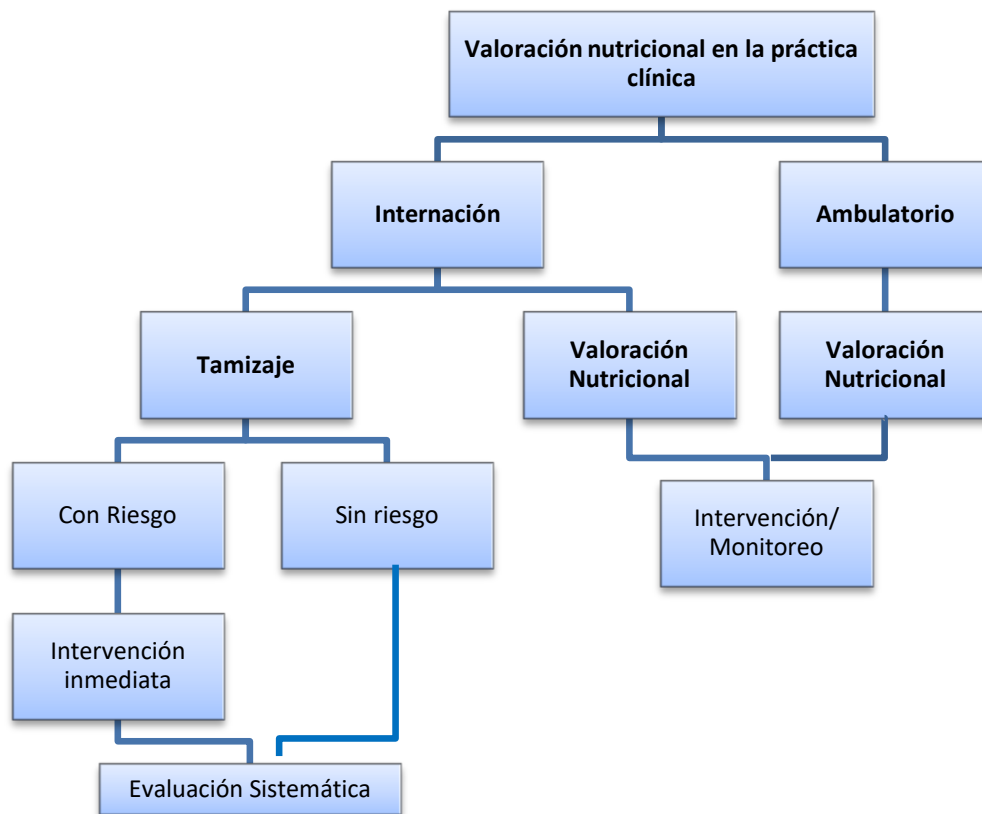 Valoración nutricional en la práctica
clínica
Internación
Ambulatorio
Tamizaje
Valoración
Nutricional
Valoración
Nutricional
Con Riesgo
Sin riesgo
Intervención/
Monitoreo
Intervención
inmediata
Evaluación Sistemática